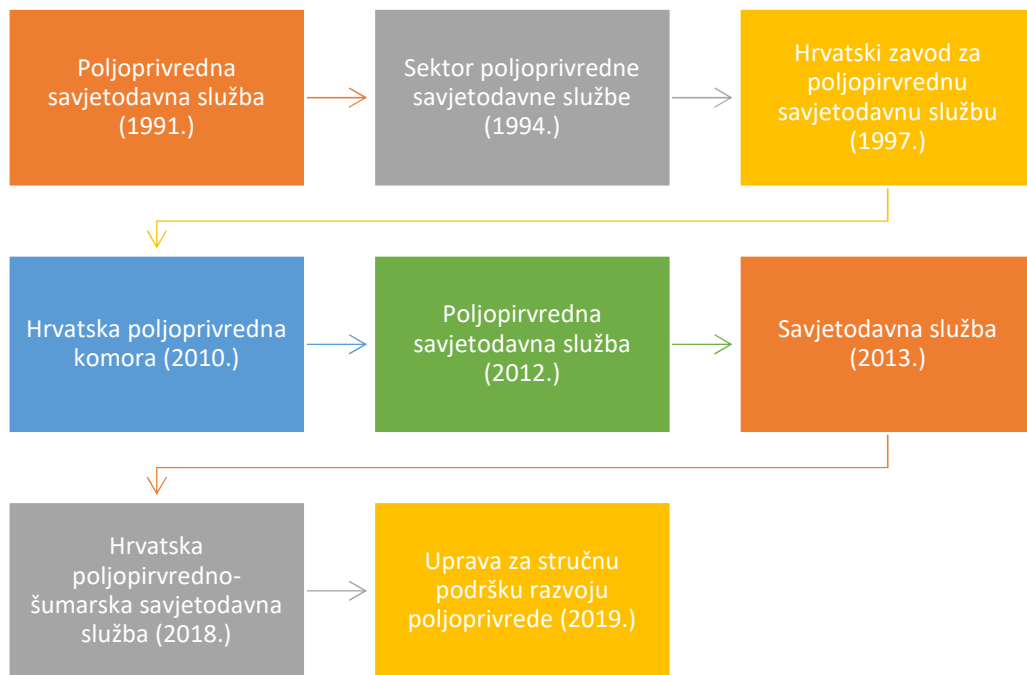 Poljoprivredna
savjetodavna služba
(1991.)
Sektor poljoprivredne
savjetodavne službe
(1994.)
Hrvatski zavod za
poljopirvrednu
savjetodavnu službu
(1997.)
Hrvatska poljoprivredna
komora (2010.)
Poljopirvredna
savjetodavna služba
(2012.)
Savjetodavna služba
(2013.)
Hrvatska
poljopirvredno-
šumarska savjetodavna
služba (2018.)
Uprava za stručnu
podršku razvoju
poljoprivrede (2019.)